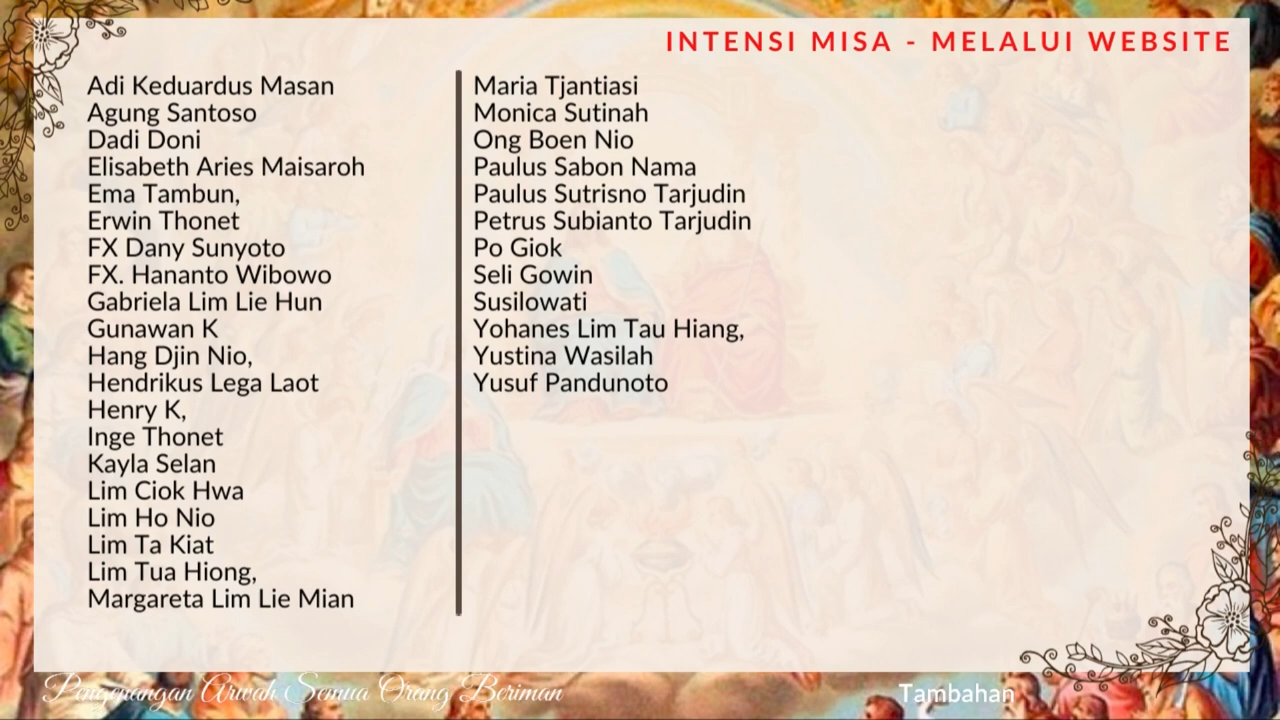 INTENSI MISA - MELALUI WEBSITE
Adi Keduardus Masan
Agung Santoso
Dadi Doni
Elisabeth Aries Maisaroh
Ema Tambun,
Erwin Thonet
FX Dany Sunyoto
FX. Hananto Wibowo
Gabriela Lim Lie Hun
Gunawan K
Hang Djin Nio,
Hendrikus Lega Laot
Henry K,
Inge Thonet
Kayla Selan
Lim Ciok Hwa
Lim Ho Nio
Lim Ta Kiat
Lim Tua Hiong,
Margareta Lim Lie Mian
Maria Tjantiasi
Monica Sutinah
Ong Boen Nio
Paulus Sabon Nama
Paulus Sutrisno Tarjudin
Petrus Subianto Tarjudin
Po Giok
Seli Gowin
Susilowati
Yohanes Lim Tau Hiang,
Yustina Wasilah
Yusuf Pandunoto
Pengenangan Arwah Semua Orang Beriman
Tambahan